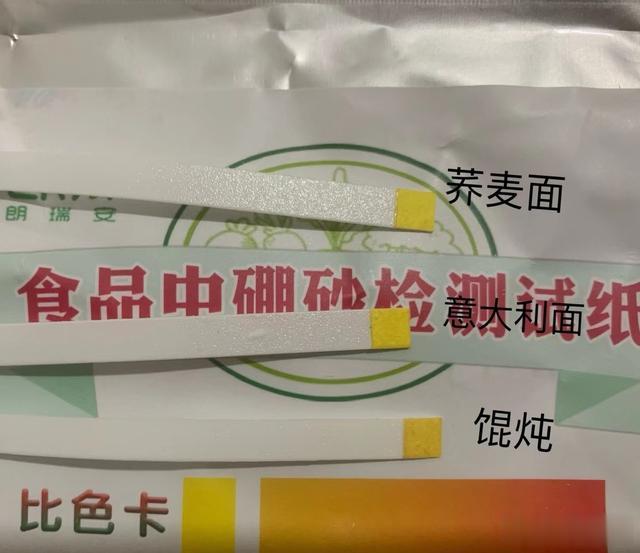 朗瑞安
荞麦面
食品中硼砂检测试纸
意大利面
馄炖
比色卡